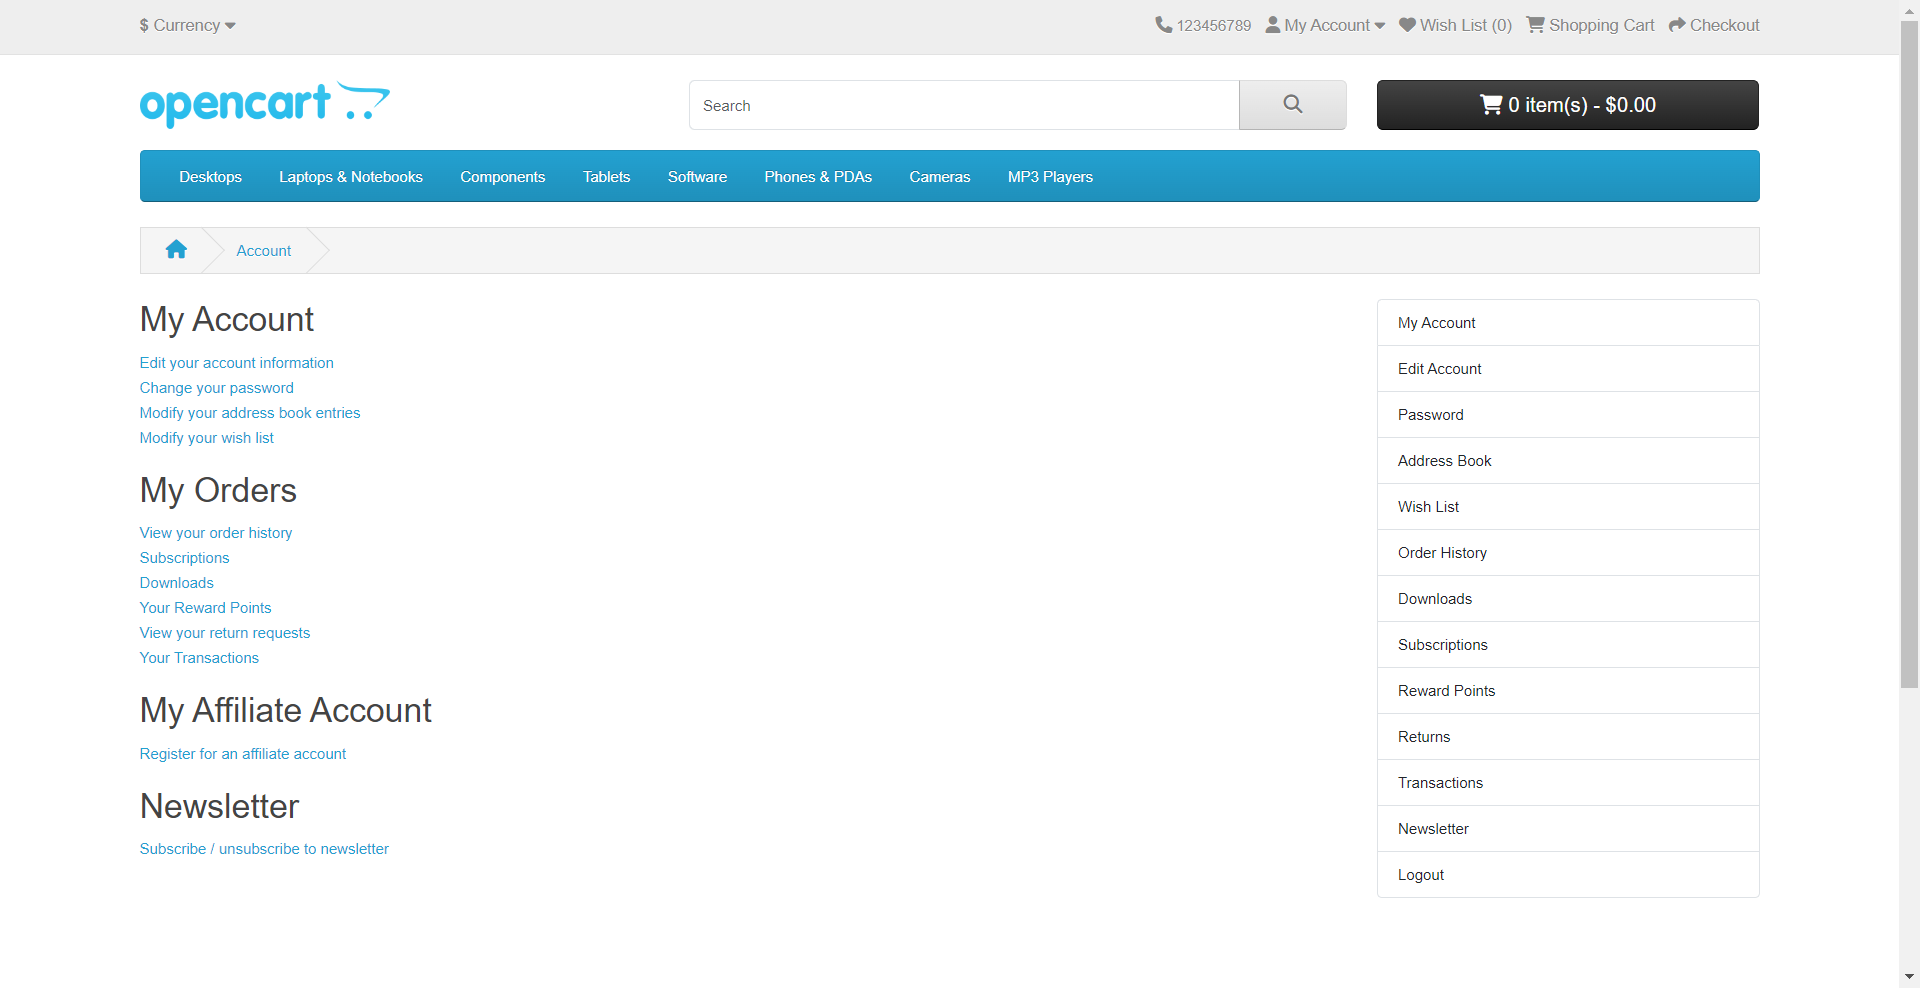 $ Currency
123456789 My Account Wish List (0) Shopping Cart Checkout
opencart
Search
0 item(s) - $0.00
Desktops Laptops & Notebooks Components Tablets Software Phones & PDAs Cameras MP3 Players
Account
My Account
Edit your account information
Change your password
Modify your address book entries
Modify your wish list
My Orders
View your order history
Subscriptions
Downloads
Your Reward Points
View your return requests
Your Transactions
My Affiliate Account
Register for an affiliate account
Newsletter
Subscribe / unsubscribe to newsletter
My Account
Edit Account
Password
Address Book
Wish List
Order History
Downloads
Subscriptions
Reward Points
Returns
Transactions
Newsletter
Logout